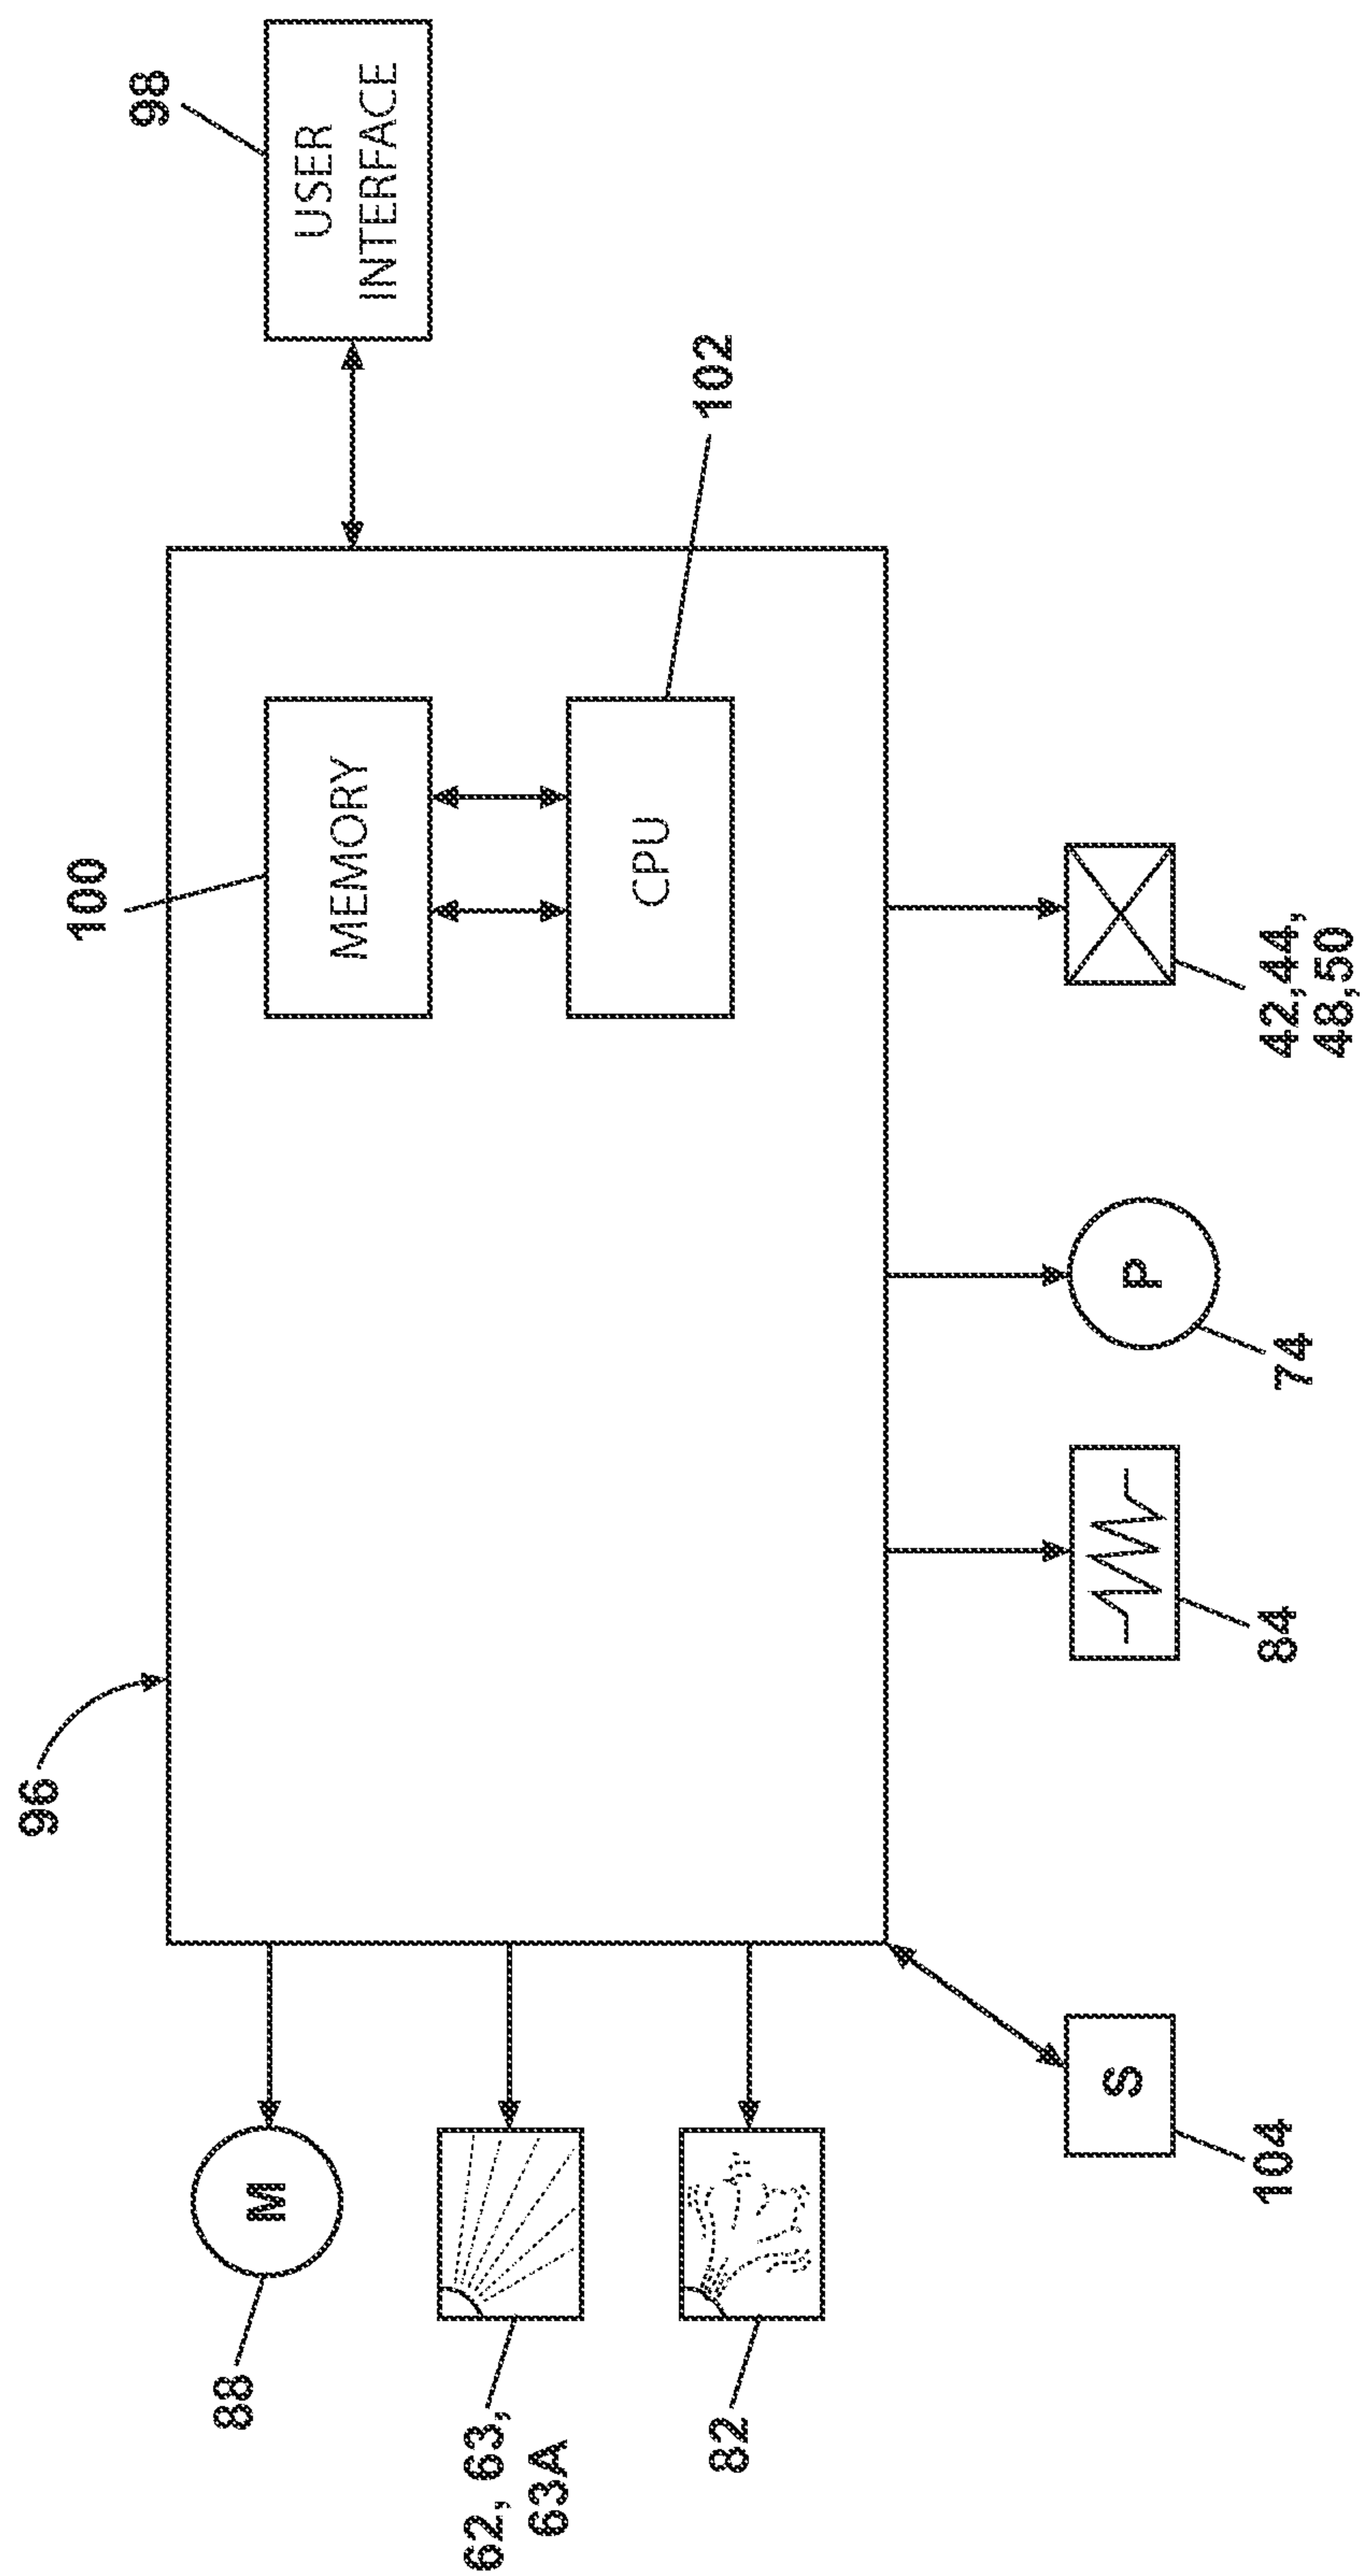 96
100
98
MEMORY
USER
INTERFACE
CPU
102
M
88
62, 63,
63A
82
S
104
84
P
74
42,44,
48,50